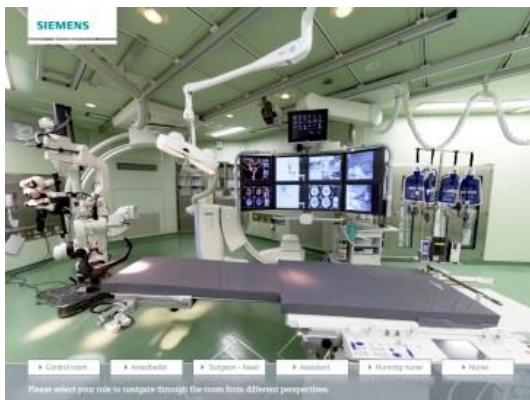 SIEMENS
Control room
Anesthetist
Surgeon - head
Assistant
Running nurse
Nurse
Please select your role to navigate through the room from different perspectives.